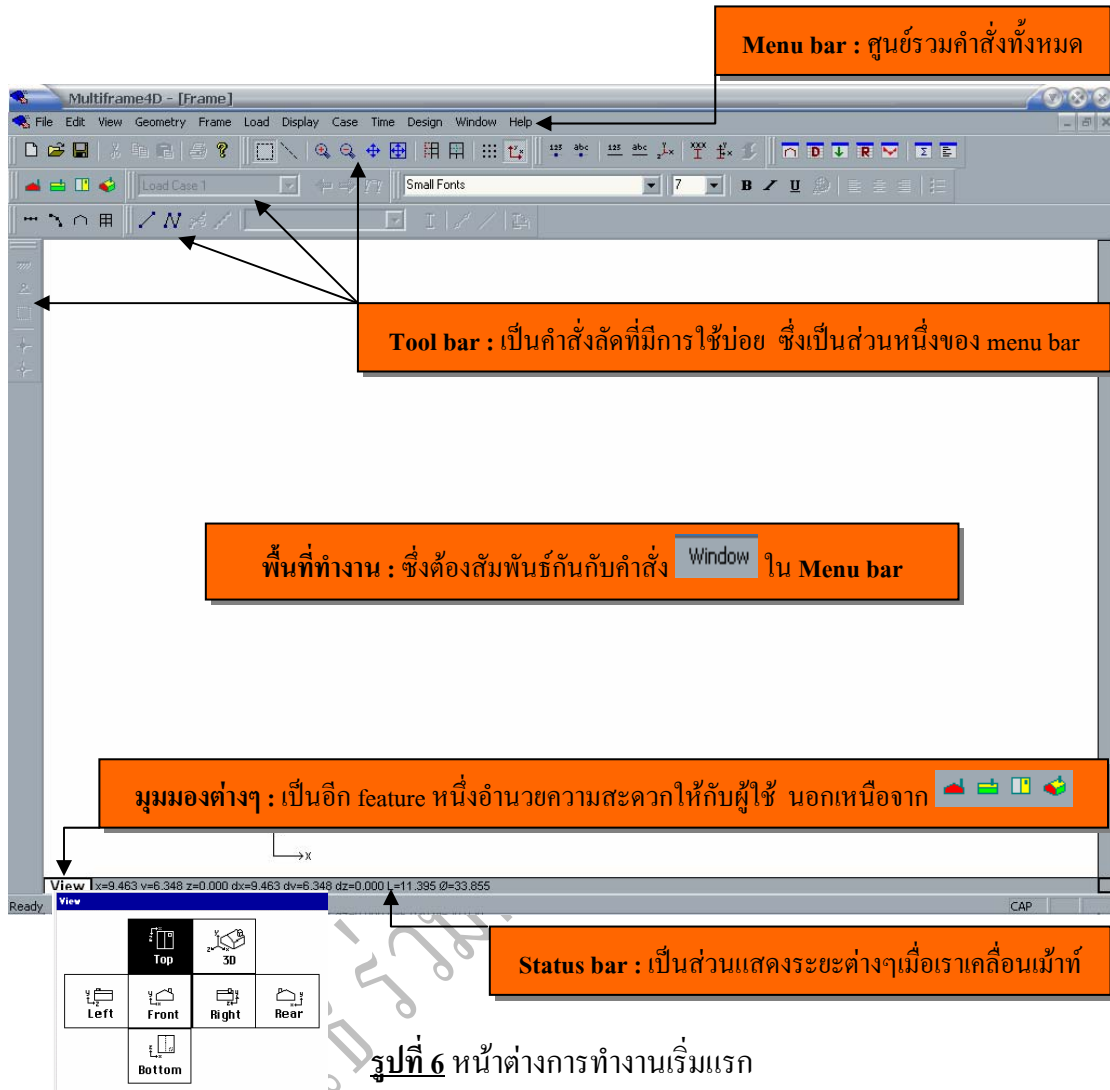 Menu bar : ศูนย์รวมคำสั่งทั้งหมด
Multiframe4D - [Frame]
File Edit View Geometry Frame Load Display Case Time Design Window Help
Load Case 1 Small Fonts 7 B I U
Tool bar : เป็นคำสั่งลัดที่มีการใช้บ่อย ซึ่งเป็นส่วนหนึ่งของ menu bar
พื้นที่ทำงาน : ซึ่งต้องสัมพันธ์กันกับคำสั่ง Window ใน Menu bar
มุมมองต่างๆ : เป็นอีก feature หนึ่งอำนวยความสะดวกให้กับผู้ใช้ นอกเหนือจาก
x
View x=9.463 y=6.348 z=0.000 dx=9.463 dy=6.348 dz=0.000 L=11.395 Ø=33.855
Ready CAP
View
Top 3D
Left Front Right Rear
Bottom
Status bar : เป็นส่วนแสดงระยะต่างๆเมื่อเราเคลื่อนเม้าท์
รูปที่ 6 หน้าต่างการทำงานเริ่มแรก